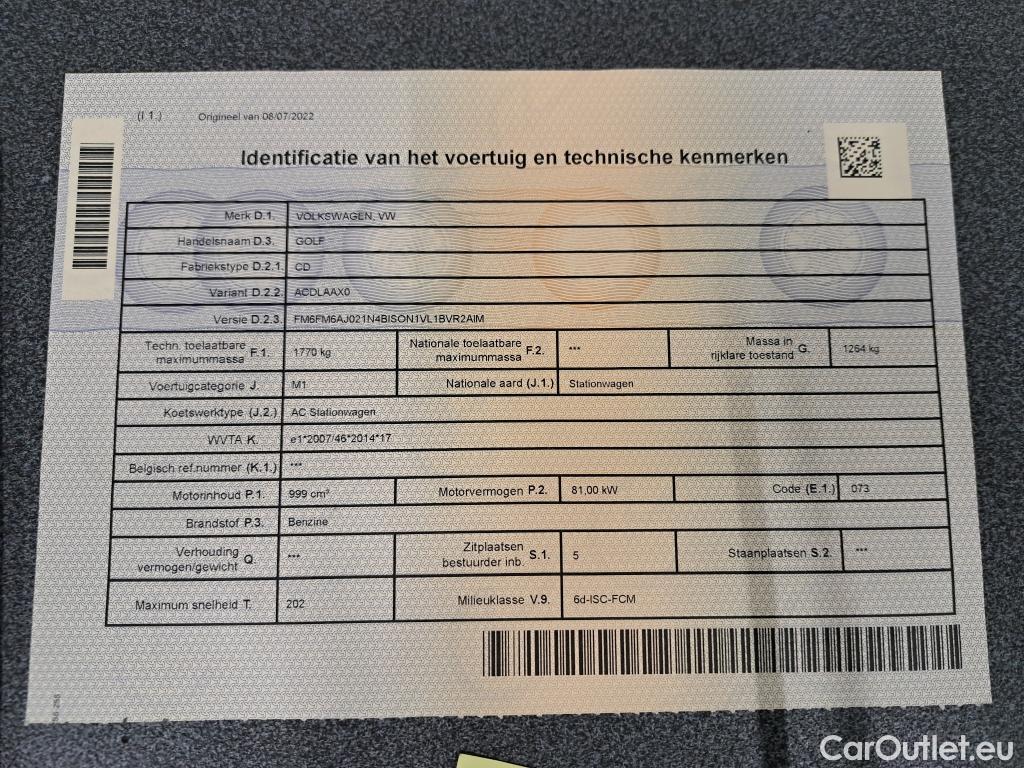 (I 1.) Origineel van 08/07/2022
Identificatie van het voertuig en technische kenmerken
Merk D.1. VOLKSWAGEN, VW
Handelsnaam D.3. GOLF
Fabriekstype D.2.1. CD
Variant D.2.2. ACDLAAX0
Versie D.2.3. FM6FM6AJ021N4BISON1VL1BVR2AIM
Techn. toelaatbare maximummassa F.1. 1770 kg Nationale toelaatbare maximummassa F.2. *** Massa in rijklare toestand G. 1264 kg
Voertuigcategorie J. M1 Nationale aard (J.1.) Stationwagen
Koetswerktype (J.2.) AC Stationwagen
WVTA K. e1*2007/46*2014*17
Belgisch ref.nummer (K.1.) ***
Motorinhoud P.1. 999 cm³ Motorvermogen P.2. 81,00 kW Code (E.1.) 073
Brandstof P.3. Benzine
Verhouding vermogen/gewicht Q. *** Zitplaatsen bestuurder inb. S.1. 5 Staanplaatsen S.2. ***
Maximum snelheid T. 202 Milieuklasse V.9. 6d-ISC-FCM
CarOutlet.eu